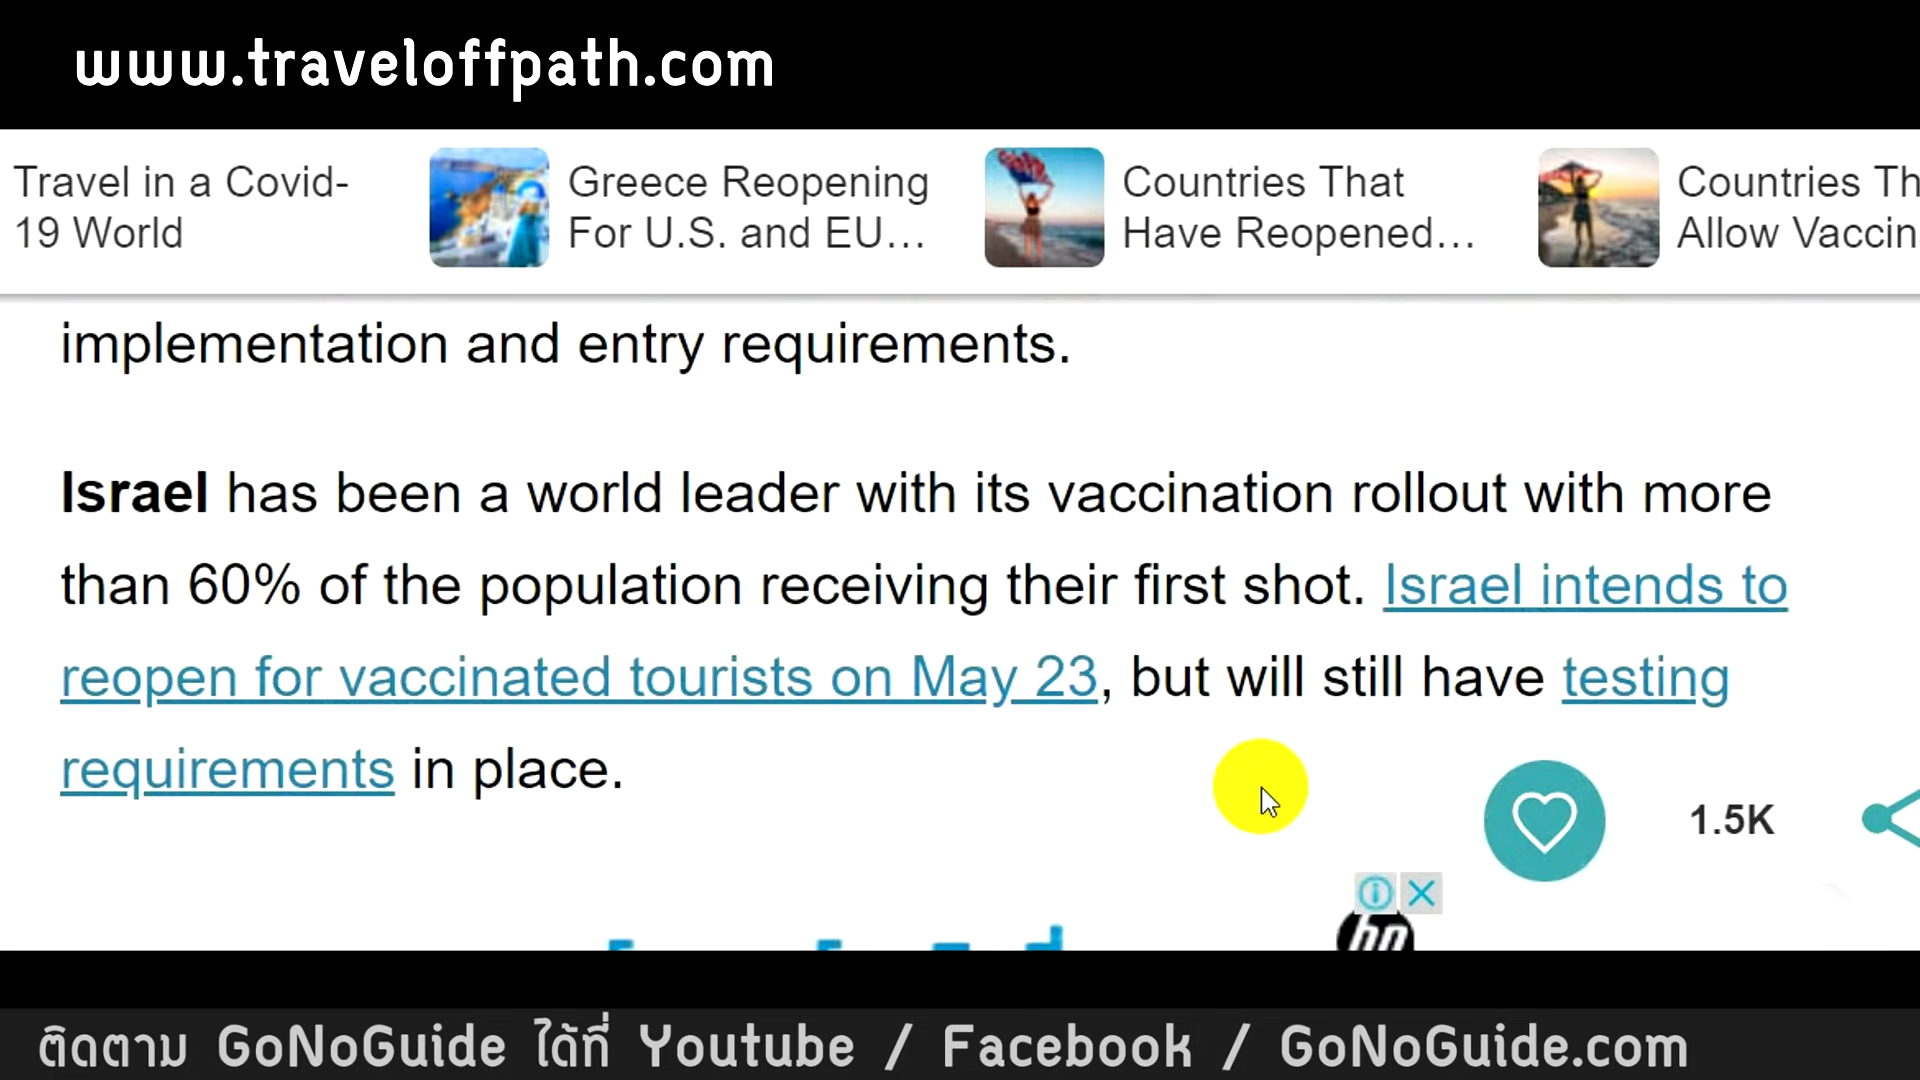 www.traveloffpath.com
Travel in a Covid-
19 World
Greece Reopening
For U.S. and EU...
Countries That
Have Reopened...
Countries Th
Allow Vaccin
implementation and entry requirements.
Israel has been a world leader with its vaccination rollout with more
than 60% of the population receiving their first shot. Israel intends to
reopen for vaccinated tourists on May 23, but will still have testing
requirements in place.
1.5K
hp
ติดตาม GoNoGuide ได้ที่ Youtube / Facebook / GoNoGuide.com